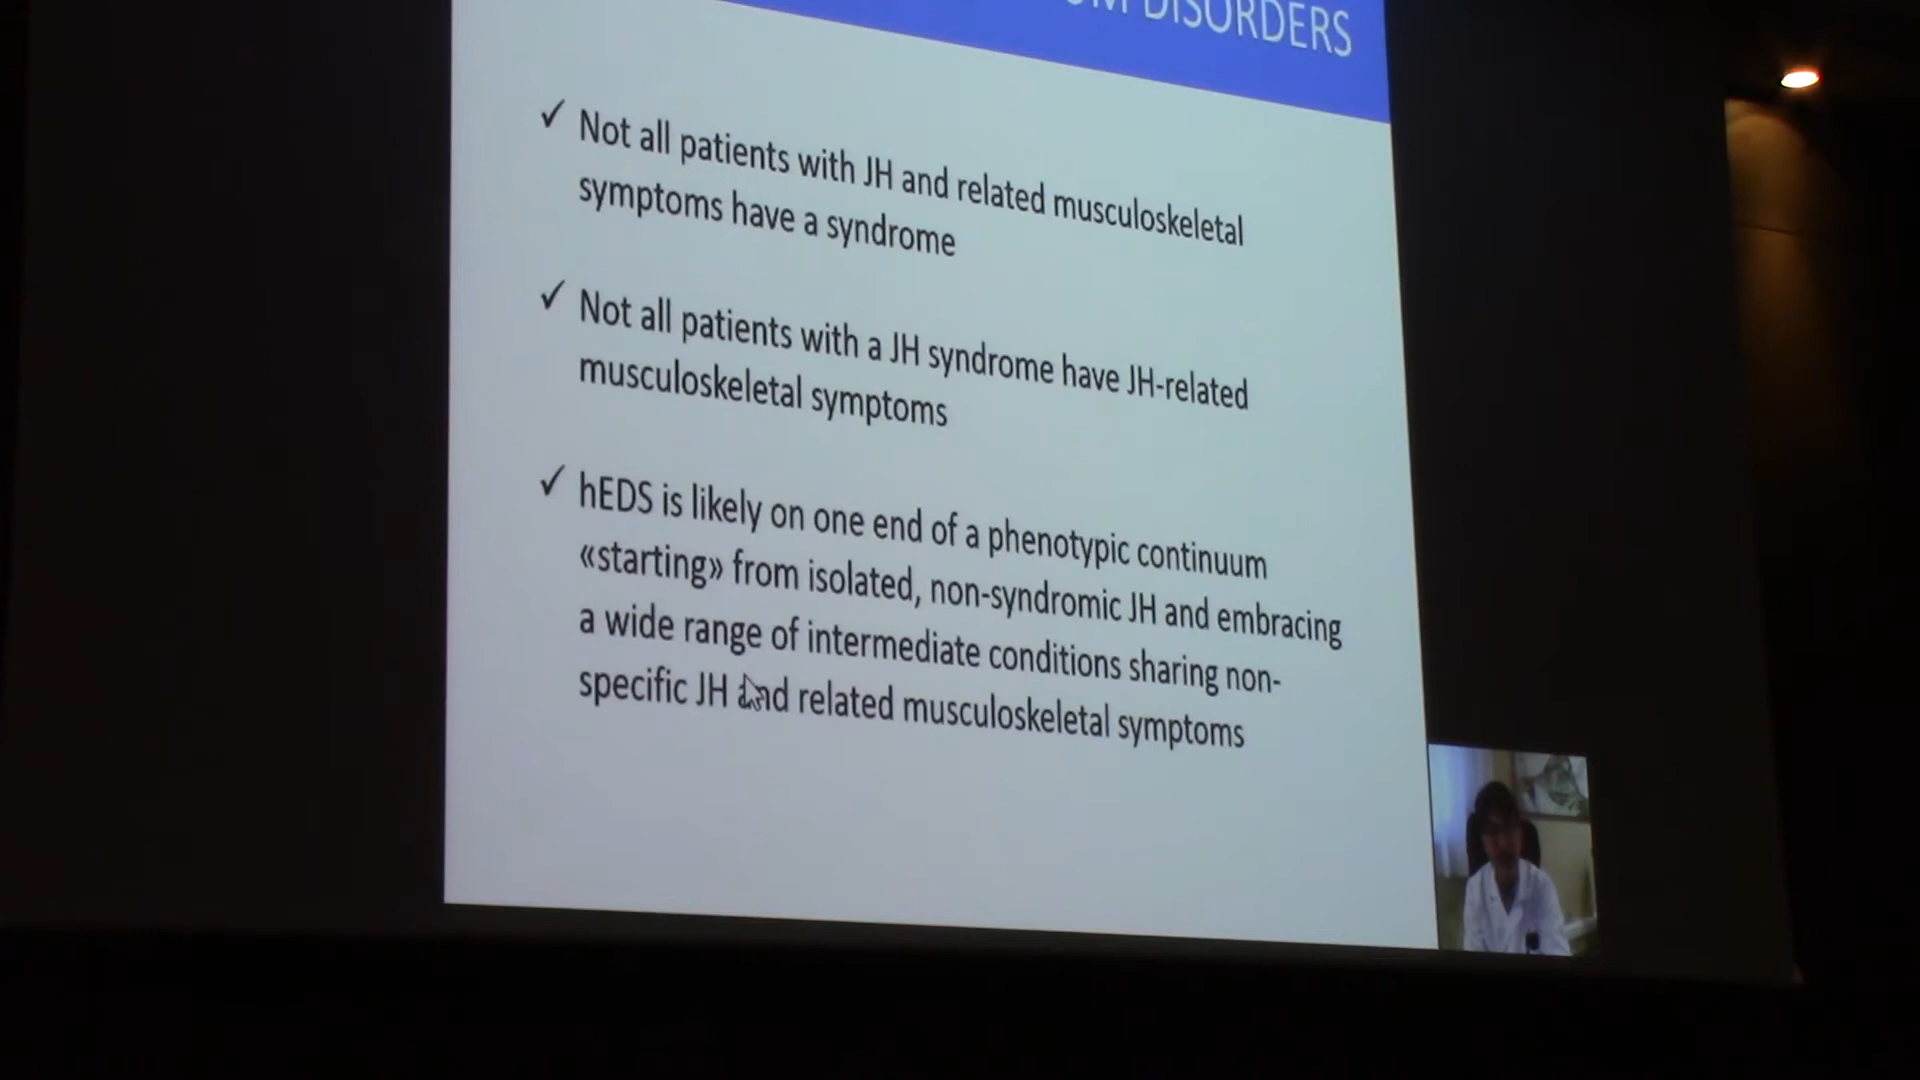 DISORDERS
✓ Not all patients with JH and related musculoskeletal
symptoms have a syndrome
✓ Not all patients with a JH syndrome have JH-related
musculoskeletal symptoms
✓ hEDS is likely on one end of a phenotypic continuum
«starting» from isolated, non-syndromic JH and embracing
a wide range of intermediate conditions sharing non-
specific JH and related musculoskeletal symptoms